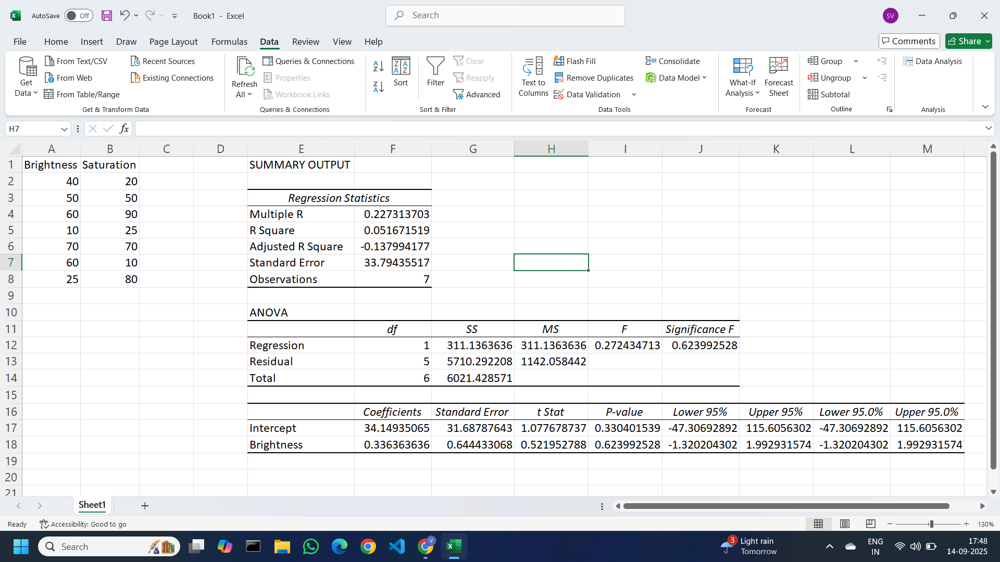 AutoSave Off Book1 - Excel Search SV
File Home Insert Draw Page Layout Formulas Data Review View Help Comments Share
Get Data From Text/CSV From Web From Table/Range Recent Sources Existing Connections
Get & Transform Data
Refresh All Queries & Connections Properties Workbook Links
Queries & Connections
Sort Filter Clear Reapply Advanced
Sort & Filter
Text to Columns Flash Fill Remove Duplicates Data Validation Consolidate Data Model
Data Tools
What-If Analysis Forecast Sheet
Forecast
Group Ungroup Subtotal
Outline
Data Analysis
Analysis
H7 fx
A B C D E F G H I J K L M
1 Brightness Saturation SUMMARY OUTPUT
2 40 20
3 50 50 Regression Statistics
4 60 90 Multiple R 0.227313703
5 10 25 R Square 0.051671519
6 70 70 Adjusted R Square -0.137994177
7 60 10 Standard Error 33.79435517
8 25 80 Observations 7
9
10 ANOVA
11 df SS MS F Significance F
12 Regression 1 311.1363636 311.1363636 0.272434713 0.623992528
13 Residual 5 5710.292208 1142.058442
14 Total 6 6021.428571
15
16 Coefficients Standard Error t Stat P-value Lower 95% Upper 95% Lower 95.0% Upper 95.0%
17 Intercept 34.14935065 31.68787643 1.077678737 0.330401539 -47.30692892 115.6056302 -47.30692892 115.6056302
18 Brightness 0.336363636 0.644433068 0.521952788 0.623992528 -1.320204302 1.992931574 -1.320204302 1.992931574
19
20
21
Sheet1
Ready Accessibility: Good to go 130%
Search 3 Light rain Tomorrow ENG IN 17:48 14-09-2025